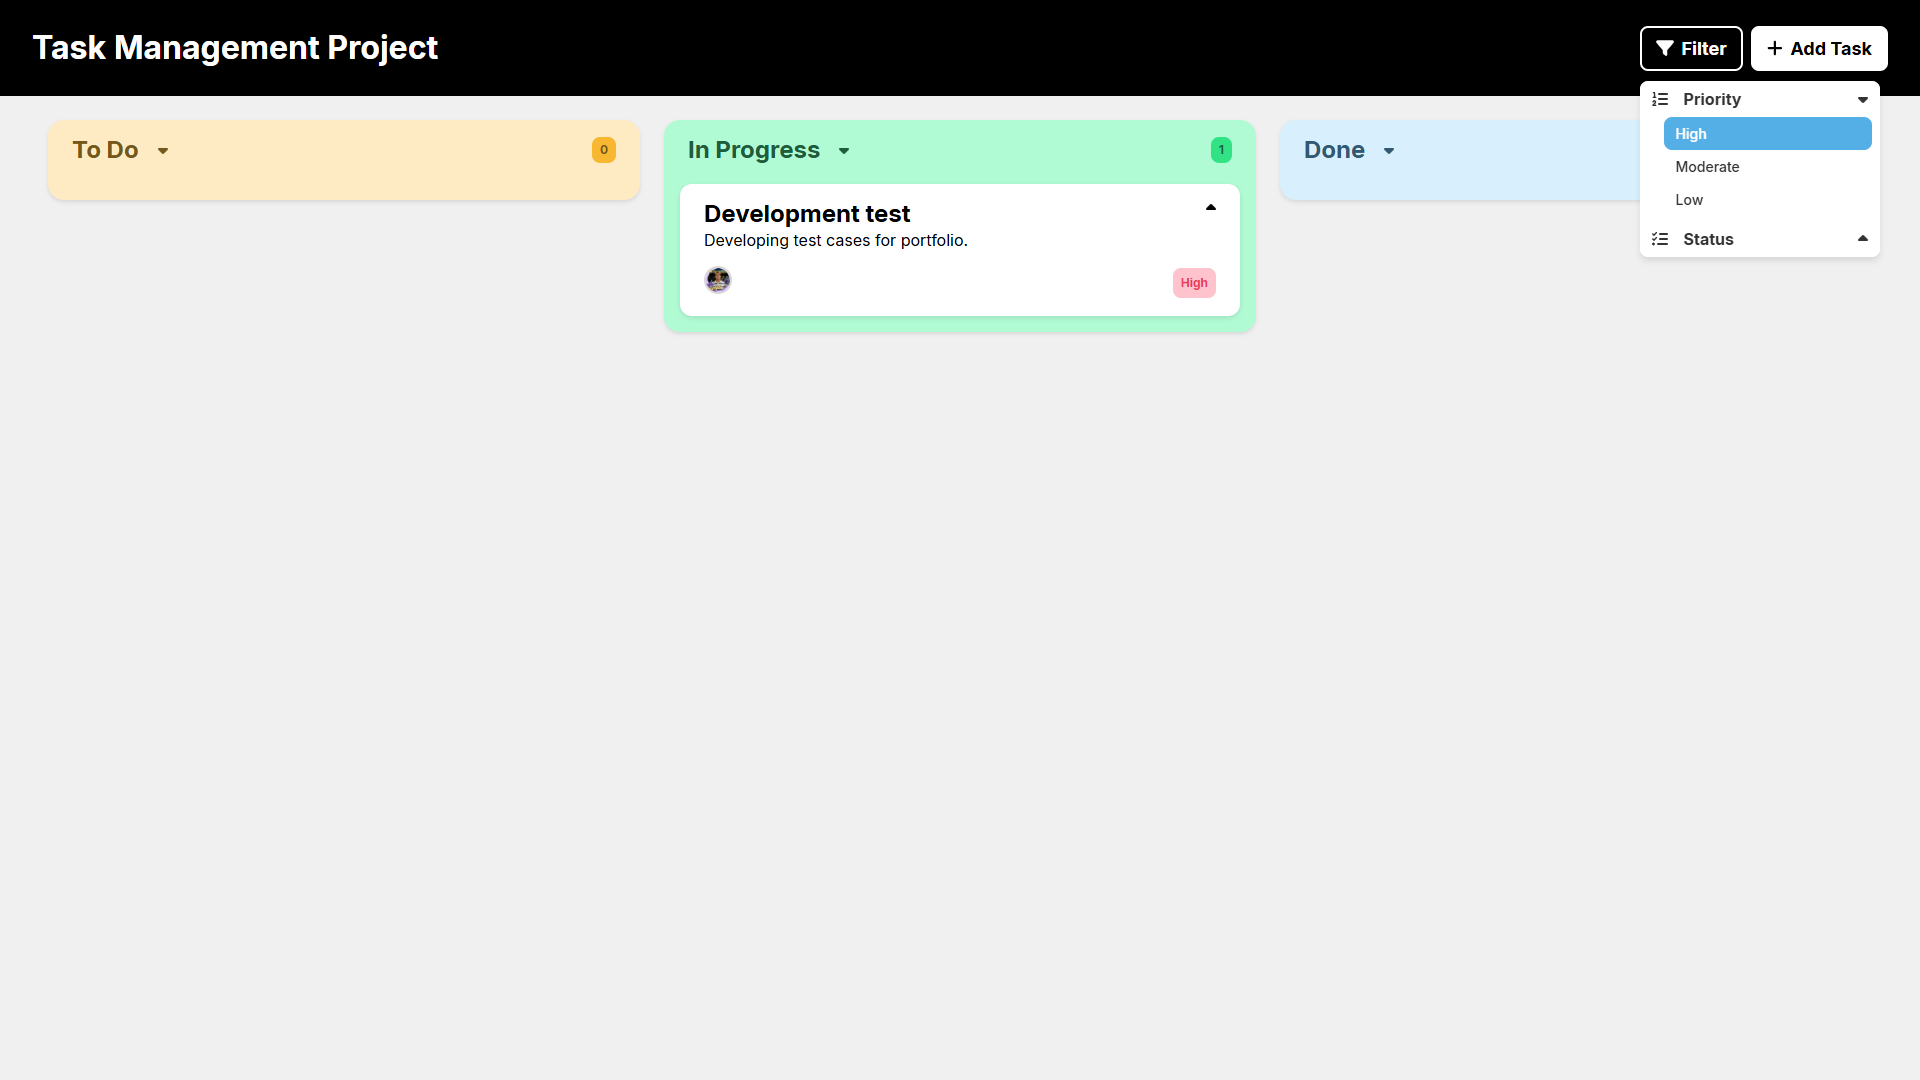 Task Management Project
Filter
Add Task
Priority
High
Moderate
Low
Status
To Do
0
In Progress
1
Development test
Developing test cases for portfolio.
High
Done